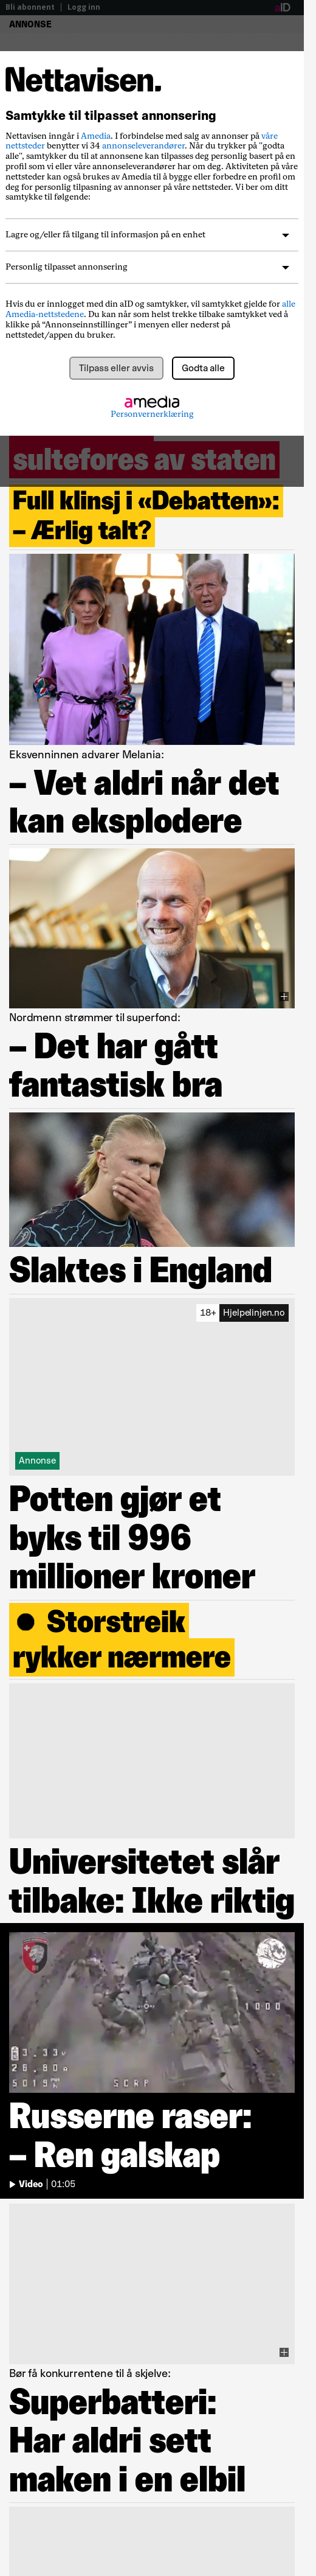 Bli abonnent | Logg inn
aID
ANNONSE
Nettavisen.
Samtykke til tilpasset annonsering
Nettavisen inngår i Amedia. I forbindelse med salg av annonser på våre
nettsteder benytter vi 34 annonseleverandører. Når du trykker på "godta
alle", samtykker du til at annonsene kan tilpasses deg personlig basert på en
profil som vi eller våre annonseleverandører har om deg. Aktiviteten på våre
nettsteder kan også brukes av Amedia til å bygge eller forbedre en profil om
deg for personlig tilpasning av annonser på våre nettsteder. Vi ber om ditt
samtykke til følgende:
Lagre og/eller få tilgang til informasjon på en enhet
Personlig tilpasset annonsering
Hvis du er innlogget med din aID og samtykker, vil samtykket gjelde for alle
Amedia-nettstedene. Du kan når som helst trekke tilbake samtykket ved å
klikke på “Annonseinnstillinger” i menyen eller nederst på
nettstedet/appen du bruker.
Tilpass eller avvis
Godta alle
amedia
Personvernerklæring
sultefores av staten
Full klinsj i «Debatten»:
– Ærlig talt?
Eksvenninnen advarer Melania:
– Vet aldri når det
kan eksplodere
Nordmenn strømmer til superfond:
– Det har gått
fantastisk bra
Slaktes i England
18+ Hjelpelinjen.no
Annonse
Potten gjør et
byks til 996
millioner kroner
● Storstreik
rykker nærmere
Universitetet slår
tilbake: Ikke riktig
1000
SCRF
Russerne raser:
– Ren galskap
Video | 01:05
Bør få konkurrentene til å skjelve:
Superbatteri:
Har aldri sett
maken i en elbil